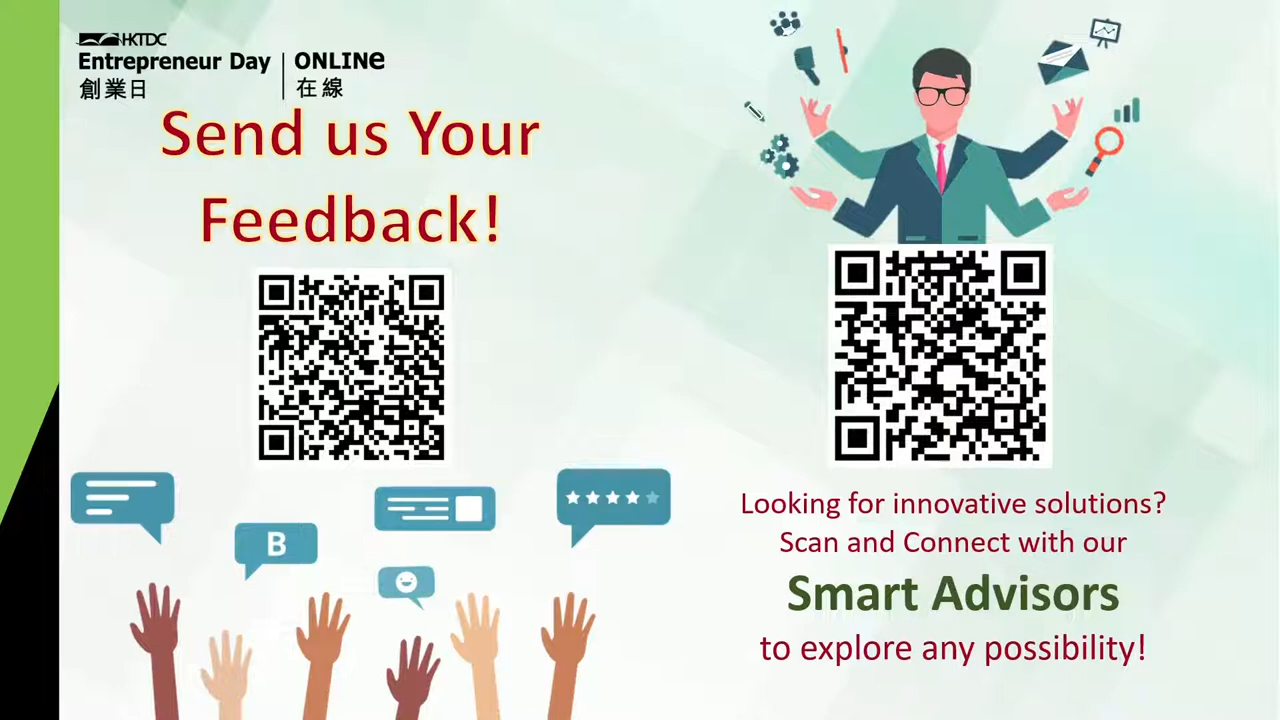 HKTDC
Entrepreneur Day | ONLINe
創業日 在線
Send us Your
Feedback!
B
Looking for innovative solutions?
Scan and Connect with our
Smart Advisors
to explore any possibility!